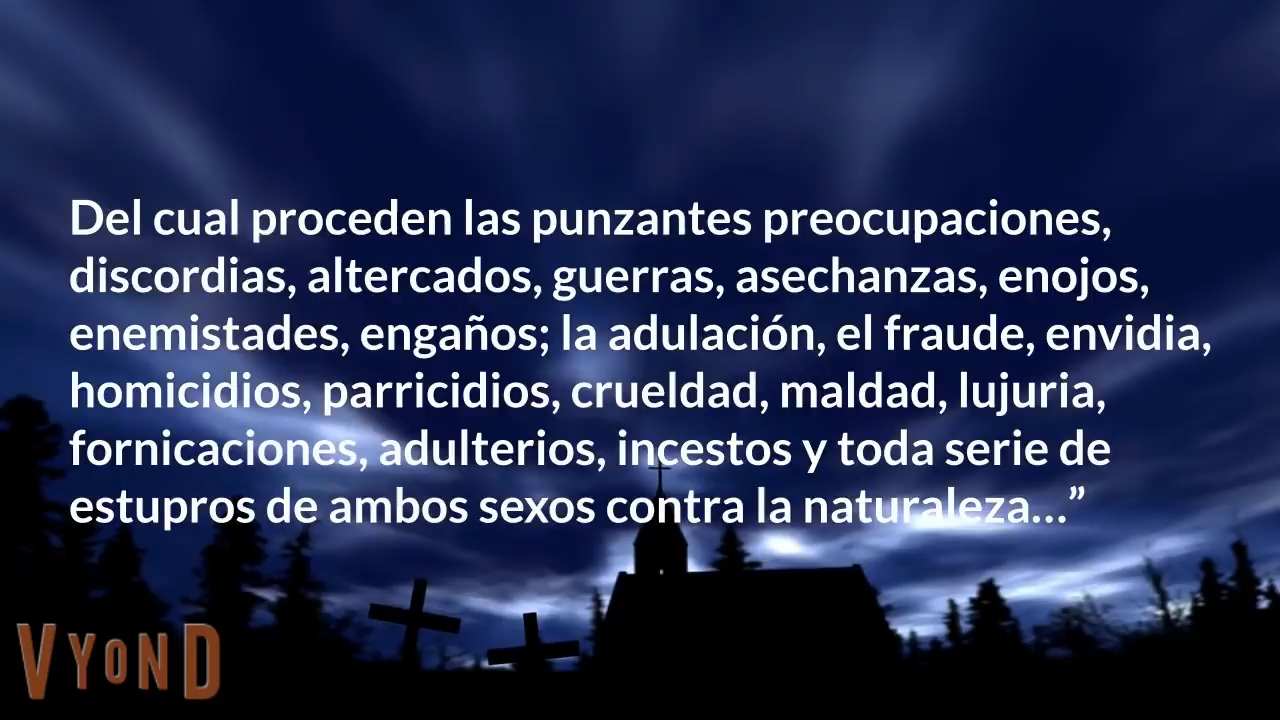 Del cual proceden las punzantes preocupaciones,
discordias, altercados, guerras, asechanzas, enojos,
enemistades, engaños; la adulación, el fraude, envidia,
homicidios, parricidios, crueldad, maldad, lujuria,
fornicaciones, adulterios, incestos y toda serie de
estupros de ambos sexos contra la naturaleza...”
VYOND